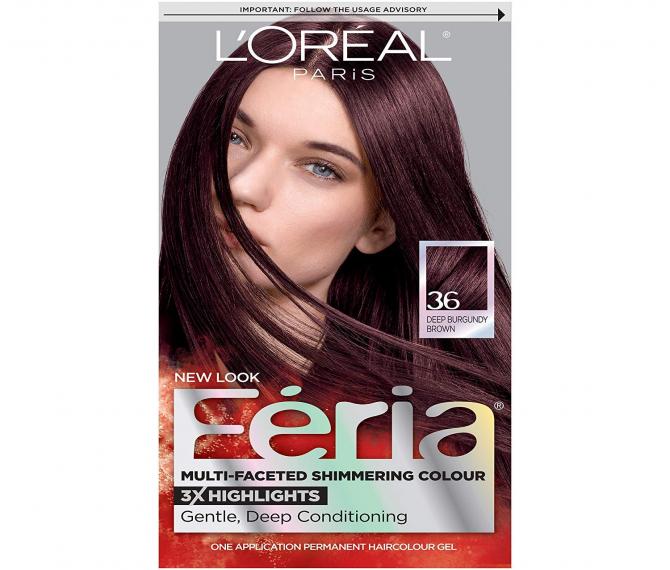 IMPORTANT: FOLLOW THE USAGE ADVISORY
L'ORÉAL®
PARiS
36
DEEP BURGUNDY
BROWN
NEW LOOK
Féria®
MULTI-FACETED SHIMMERING COLOUR
3X HIGHLIGHTS
Gentle, Deep Conditioning
ONE APPLICATION PERMANENT HAIRCOLOUR GEL